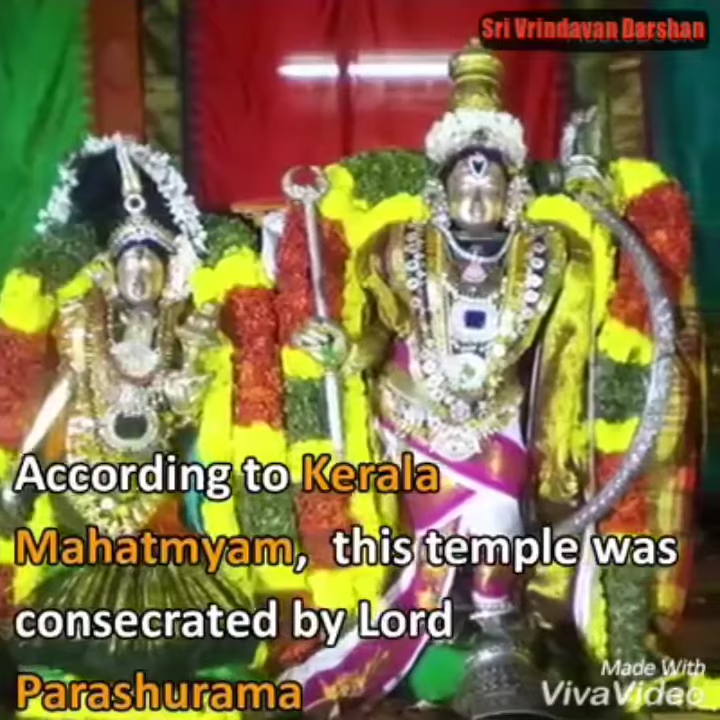 Sri Vrindavan Darshan
According to Kerala
Mahatmyam, this temple was
consecrated by Lord
Parashurama
Made With
VivaVideo